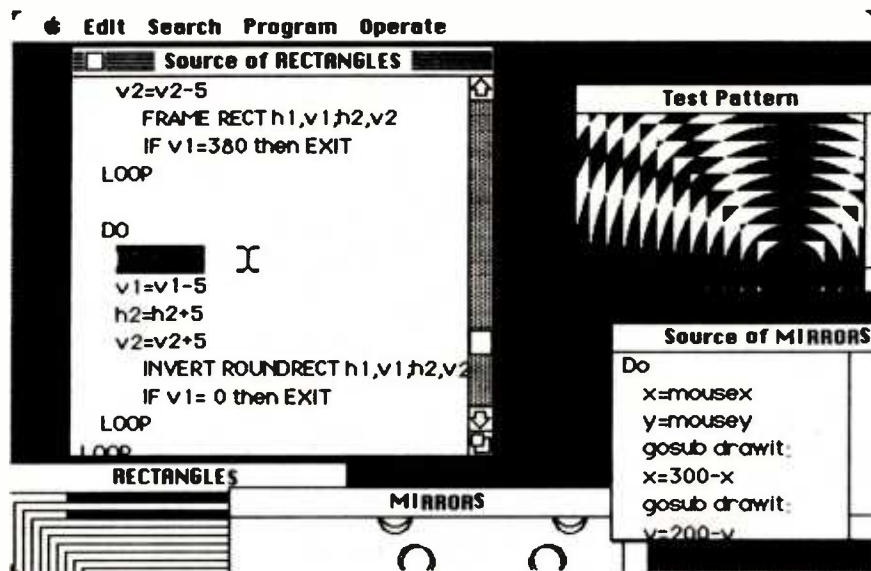 Edit Search Program Operate
Source of RECTANGLES
v2=v2-5
FRAME RECT h1,v1,h2,v2
IF v1=380 then EXIT
LOOP
DO
v1=v1-5
h2=h2+5
v2=v2+5
INVERT ROUNDRECT h1,v1,h2,v2
IF v1= 0 then EXIT
LOOP
LOOP
Test Pattern
Source of MIRRORS
Do
x=mousex
y=mousey
gosub drawit:
x=300-x
gosub drawit:
y=200-y
RECTANGLES
MIRRORS